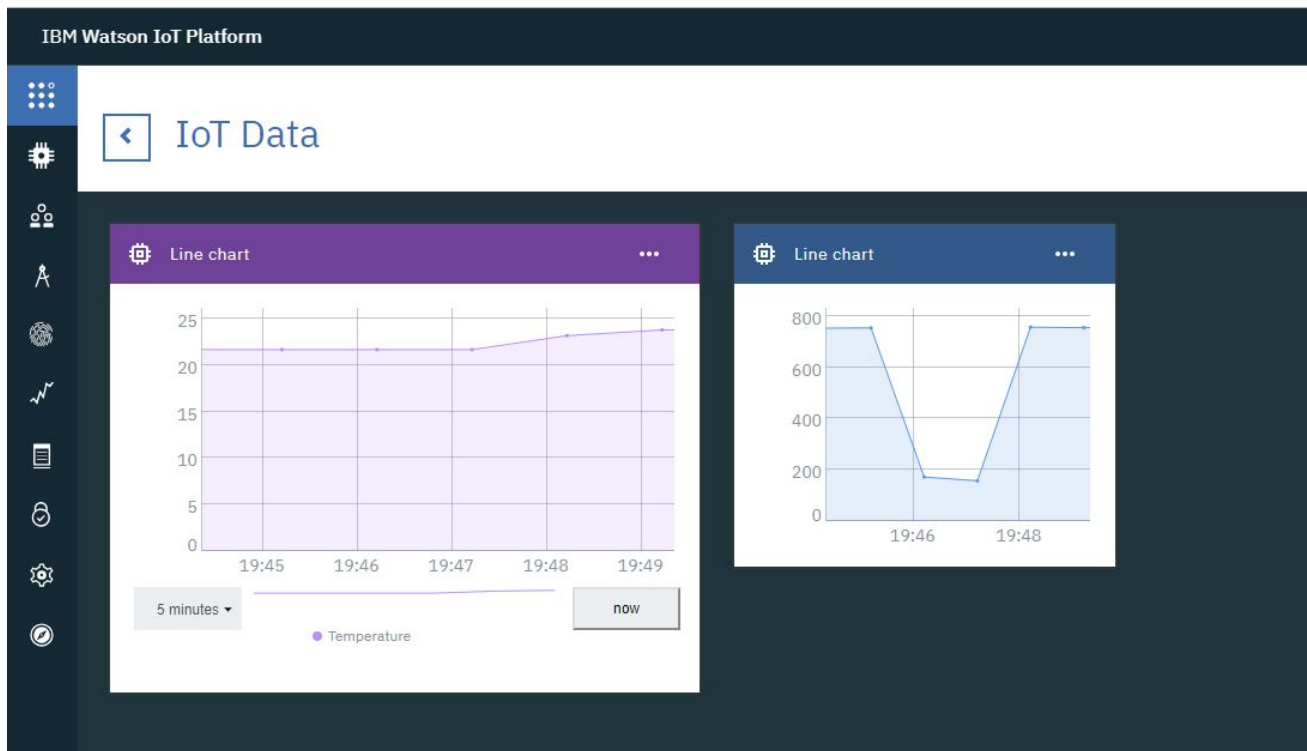 IBM Watson IoT Platform
IoT Data
Line chart
25
20
15
10
5
0
19:45 19:46 19:47 19:48 19:49
5 minutes
now
Temperature
Line chart
800
600
400
200
0
19:46 19:48